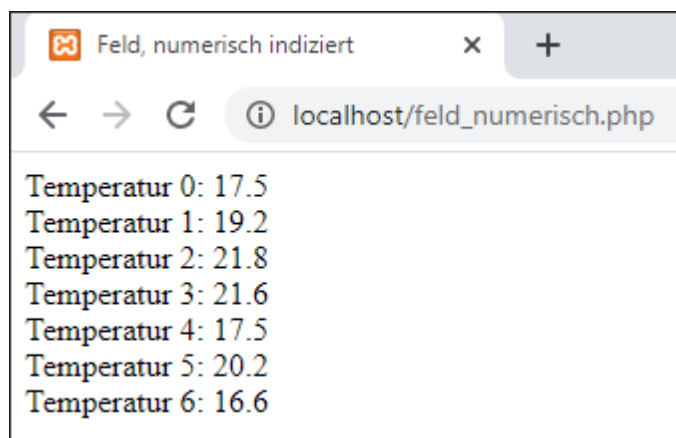 Feld, numerisch indiziert
localhost/feld_numerisch.php
Temperatur 0: 17.5
Temperatur 1: 19.2
Temperatur 2: 21.8
Temperatur 3: 21.6
Temperatur 4: 17.5
Temperatur 5: 20.2
Temperatur 6: 16.6